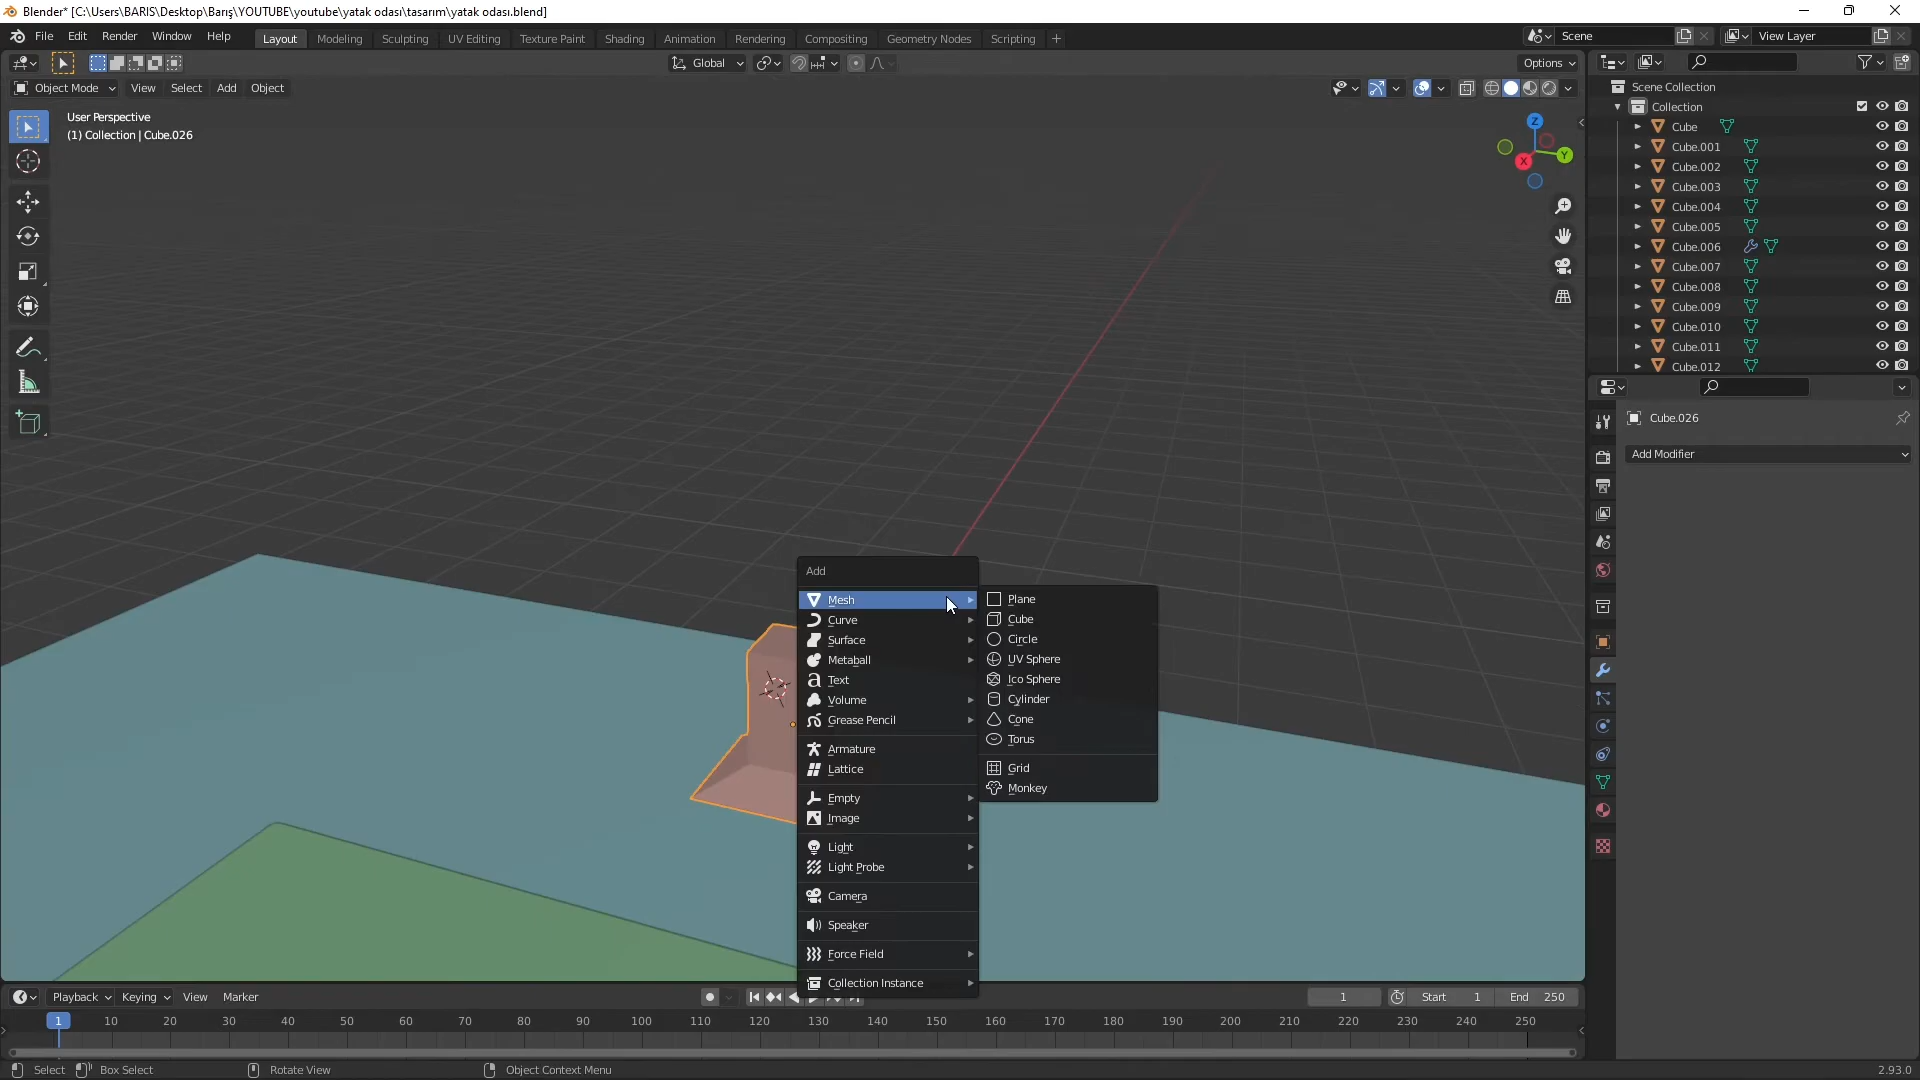 Blender* [C:\Users\BARIS\Desktop\Barış\YOUTUBE\youtube\yatak odası\tasarım\yatak odası.blend]
File Edit Render Window Help Layout Modeling Sculpting UV Editing Texture Paint Shading Animation Rendering Compositing Geometry Nodes Scripting Scene View Layer
Global Options
Object Mode View Select Add Object
User Perspective
(1) Collection | Cube.026
Z
Y
X
Scene Collection
Collection
Cube
Cube.001
Cube.002
Cube.003
Cube.004
Cube.005
Cube.006
Cube.007
Cube.008
Cube.009
Cube.010
Cube.011
Cube.012
Cube.026
Add Modifier
Add
Mesh
Curve
Surface
Metaball
Text
Volume
Grease Pencil
Armature
Lattice
Empty
Image
Light
Light Probe
Camera
Speaker
Force Field
Collection Instance
Plane
Cube
Circle
UV Sphere
Ico Sphere
Cylinder
Cone
Torus
Grid
Monkey
Playback Keying View Marker 1 Start 1 End 250
1 10 20 30 40 50 60 70 80 90 100 110 120 130 140 150 160 170 180 190 200 210 220 230 240 250
Select Box Select Rotate View Object Context Menu 2.93.0